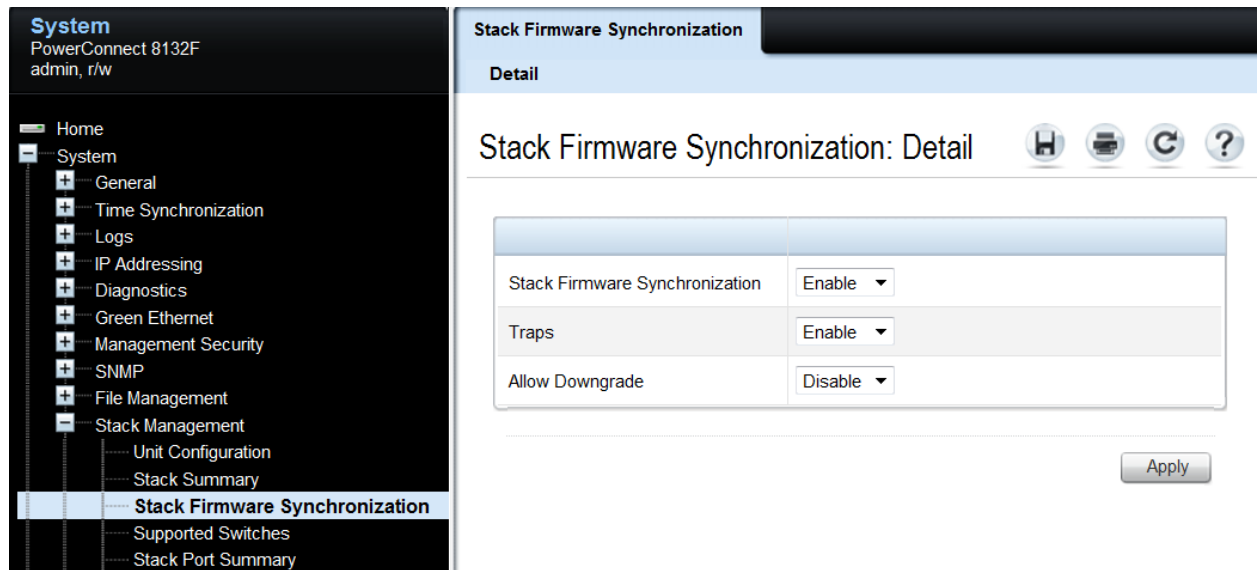 System
PowerConnect 8132F
admin, r/w
Home
System
General
Time Synchronization
Logs
IP Addressing
Diagnostics
Green Ethernet
Management Security
SNMP
File Management
Stack Management
Unit Configuration
Stack Summary
Stack Firmware Synchronization
Supported Switches
Stack Port Summary
Stack Firmware Synchronization
Detail
Stack Firmware Synchronization: Detail
Stack Firmware Synchronization Enable
Traps Enable
Allow Downgrade Disable
Apply